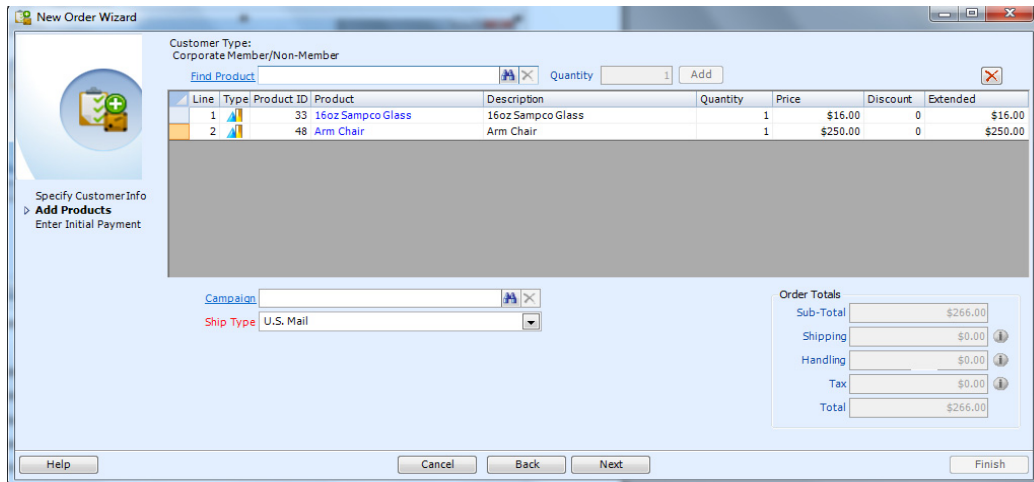 New Order Wizard
Customer Type:
Corporate Member/Non-Member
Find Product Quantity 1 Add
Line Type Product ID Product Description Quantity Price Discount Extended
1 33 16oz Sampco Glass 16oz Sampco Glass 1 $16.00 0 $16.00
2 48 Arm Chair Arm Chair 1 $250.00 0 $250.00
Specify Customer Info
Add Products
Enter Initial Payment
Campaign
Ship Type U.S. Mail
Order Totals
Sub-Total $266.00
Shipping $0.00
Handling $0.00
Tax $0.00
Total $266.00
Help Cancel Back Next Finish